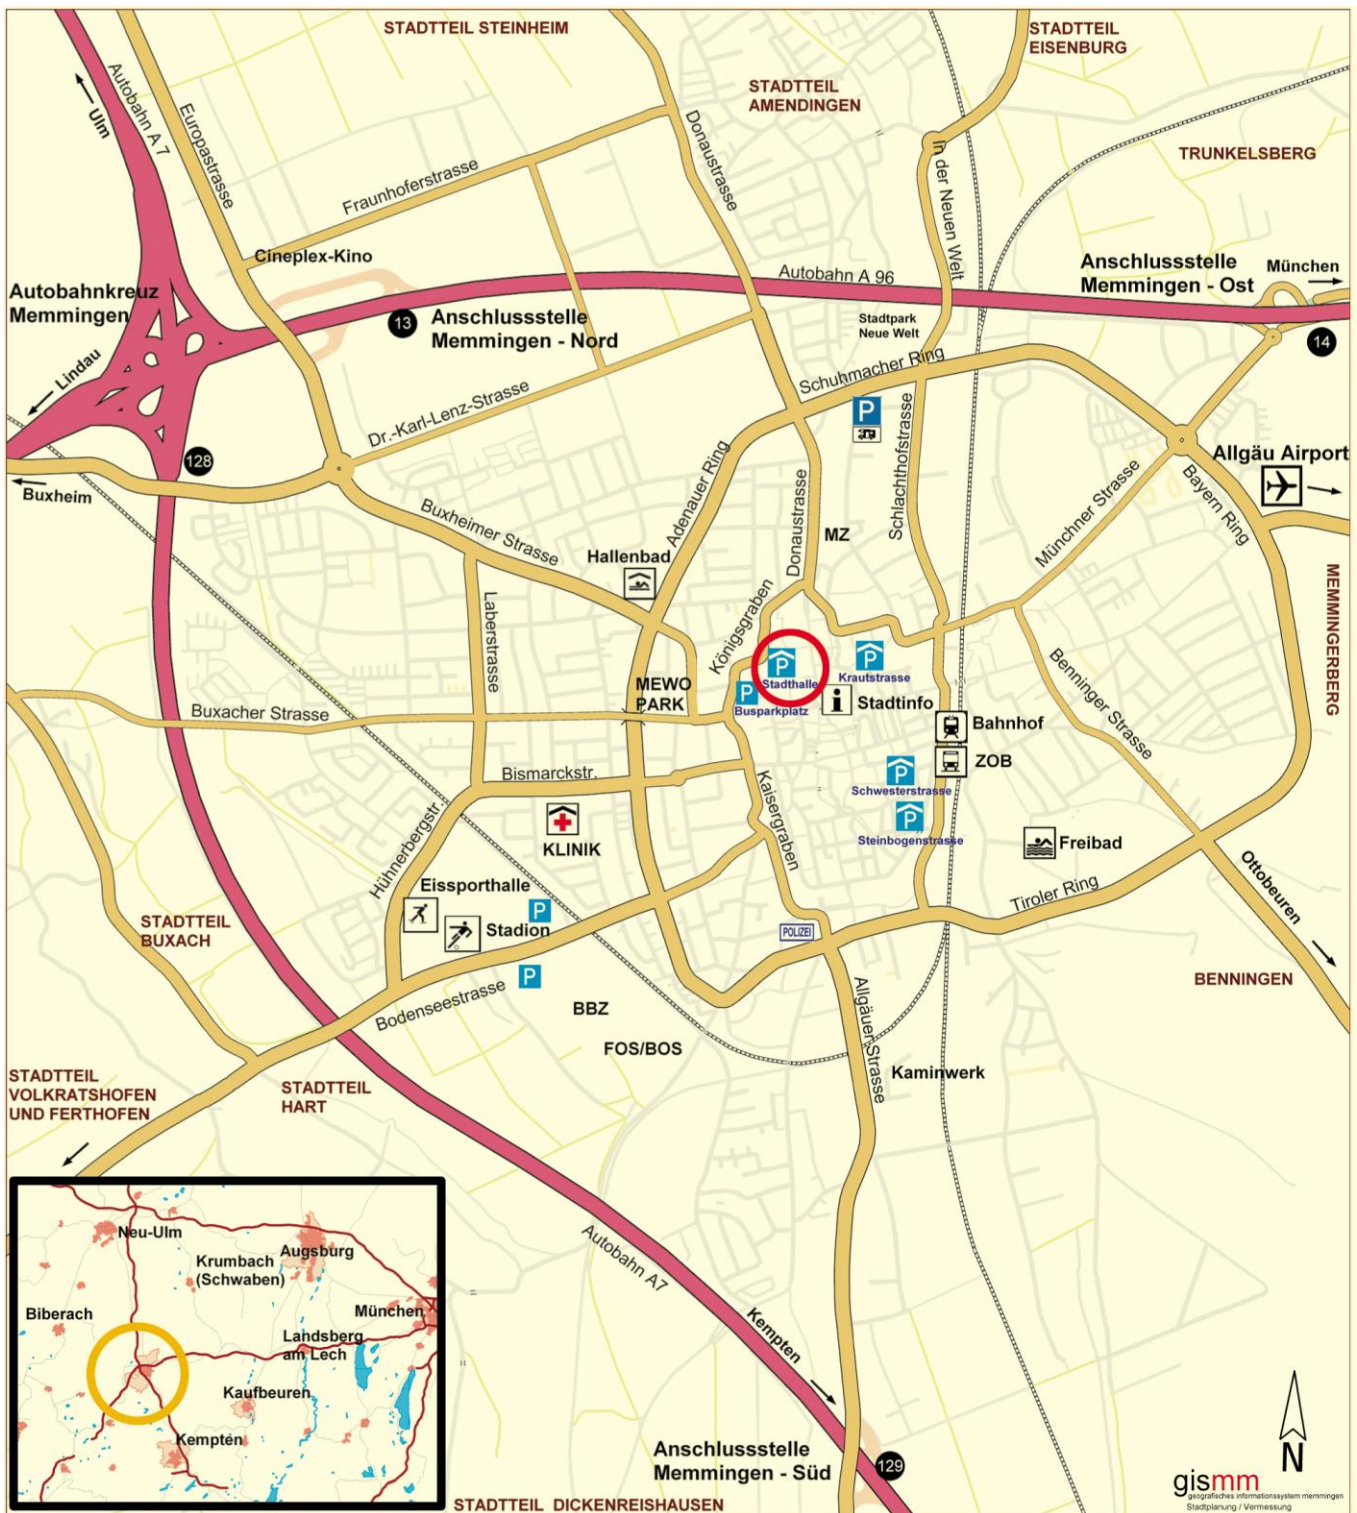 STADTTEIL STEINHEIM
STADTTEIL
EISENBURG
STADTTEIL
AMENDINGEN
TRUNKELSBERG
Ulm
Autobahn A 7
Europastrasse
Fraunhoferstrasse
Donaustrasse
In der Neuen Welt
Cineplex-Kino
Autobahnkreuz
Memmingen
Autobahn A 96
Anschlussstelle
Memmingen - Ost
München
13
Anschlussstelle
Memmingen - Nord
Stadtpark
Neue Welt
14
Lindau
Schuhmacher Ring
Dr.-Karl-Lenz-Strasse
P
128
Buxheim
Allgäu Airport
Adenauer Ring
Schlachthofstrasse
Münchner Strasse
Bayern Ring
Buxheimer Strasse
Donaustrasse
MZ
Hallenbad
Laberstrasse
Königsgraben
MEMMINGERBERG
P
Stadthalle
P
Krautstrasse
Benninger Strasse
MEWO
PARK
P
Busparkplatz
i
Stadtinfo
Buxacher Strasse
Bahnhof
ZOB
Bismarckstr.
P
Schwesterstrasse
Kaisergraben
P
Steinbogenstrasse
Hühnerbergstr.
KLINIK
Freibad
Eissporthalle
P
Stadion
Tiroler Ring
Ottobeuren
STADTTEIL
BUXACH
POLIZEI
P
BENNINGEN
Bodenseestrasse
BBZ
Allgäuer Strasse
FOS/BOS
Kaminwerk
STADTTEIL
VOLKRATSHOFEN
UND FERTHOFEN
STADTTEIL
HART
Autobahn A7
Kempten
Neu-Ulm
Krumbach
(Schwaben)
Augsburg
Biberach
München
Landsberg
am Lech
Kaufbeuren
Kempten
Anschlussstelle
Memmingen - Süd
129
N
gismm
geografisches informationssystem memmingen
Stadtplanung / Vermessung
STADTTEIL DICKENREISHAUSEN